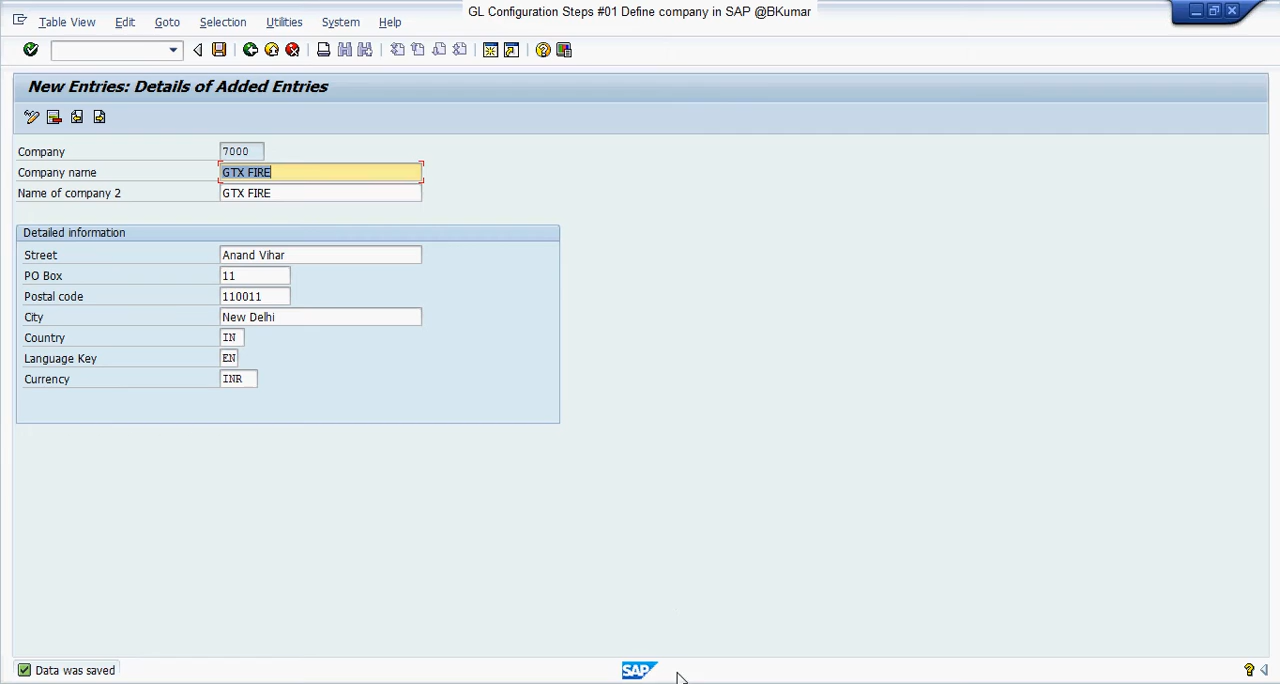 GL Configuration Steps #01 Define company in SAP @BKumar
Table View Edit Goto Selection Utilities System Help
New Entries: Details of Added Entries
Company 7000
Company name GTX FIRE
Name of company 2 GTX FIRE
Detailed information
Street Anand Vihar
PO Box 11
Postal code 110011
City New Delhi
Country IN
Language Key EN
Currency INR
Data was saved SAP